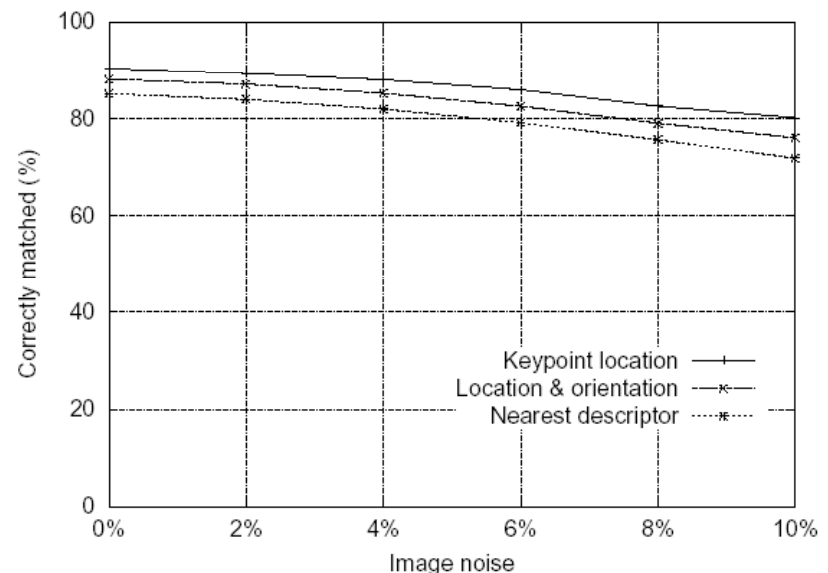 100
80
60
40
20
0
Correctly matched (%)
Keypoint location
Location & orientation
Nearest descriptor
0% 2% 4% 6% 8% 10%
Image noise